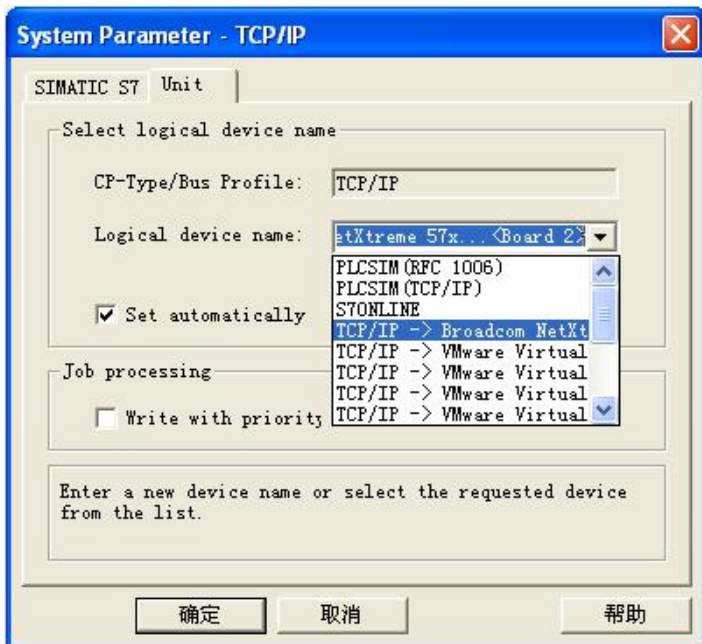 System Parameter - TCP/IP
SIMATIC S7
Unit
Select logical device name
CP-Type/Bus Profile:
TCP/IP
Logical device name:
etXtreme 57x... <Board 2>
PLCSIM(RFC 1006)
PLCSIM(TCP/IP)
S7ONLINE
Set automatically
TCP/IP -> Broadcom NetXt
TCP/IP -> VMware Virtual
TCP/IP -> VMware Virtual
TCP/IP -> VMware Virtual
TCP/IP -> VMware Virtual
Job processing
Write with priority
Enter a new device name or select the requested device
from the list.
确定
取消
帮助